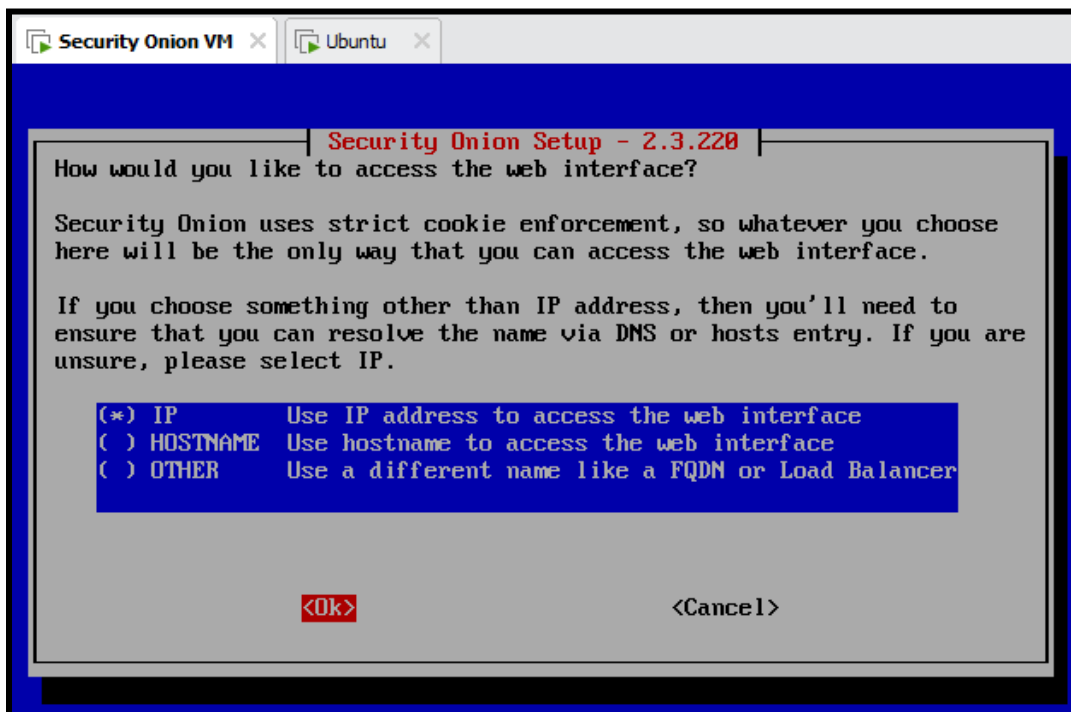 Security Onion VM
Ubuntu
Security Onion Setup - 2.3.220
How would you like to access the web interface?
Security Onion uses strict cookie enforcement, so whatever you choose
here will be the only way that you can access the web interface.
If you choose something other than IP address, then you'll need to
ensure that you can resolve the name via DNS or hosts entry. If you are
unsure, please select IP.
(*) IP Use IP address to access the web interface
( ) HOSTNAME Use hostname to access the web interface
( ) OTHER Use a different name like a FQDN or Load Balancer
<Ok> <Cancel>